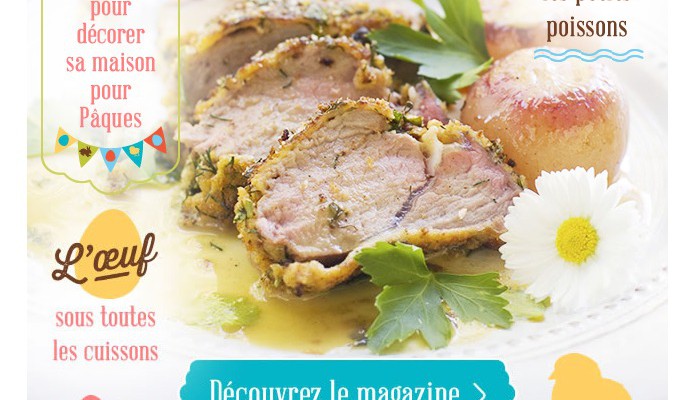 pour
décorer
sa maison
pour
Pâques
poissons
L'œuf
sous toutes
les cuissons
Découvrez le magazine >